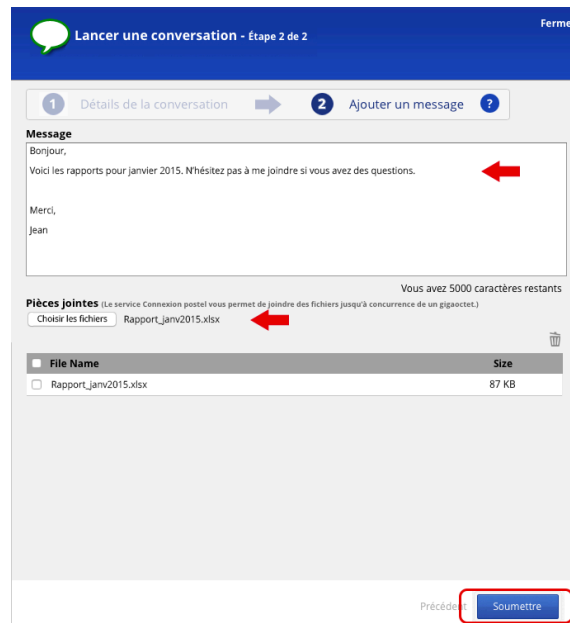 Lancer une conversation - Étape 2 de 2
Ferme
1 Détails de la conversation 2 Ajouter un message ?
Message
Bonjour,
Voici les rapports pour janvier 2015. N'hésitez pas à me joindre si vous avez des questions.
Merci,
Jean
Vous avez 5000 caractères restants
Pièces jointes (Le service Connexion postel vous permet de joindre des fichiers jusqu'à concurrence de un gigaoctet.)
Choisir les fichiers Rapport_janv2015.xlsx
File Name Size
Rapport_janv2015.xlsx 87 KB
Précédent Soumettre